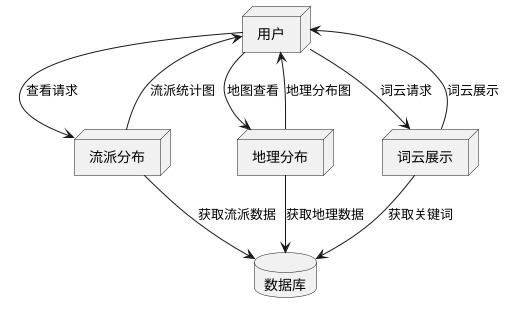 用户
查看请求
流派统计图
地图查看
地理分布图
词云请求
词云展示
流派分布
地理分布
词云展示
获取流派数据
获取地理数据
获取关键词
数据库